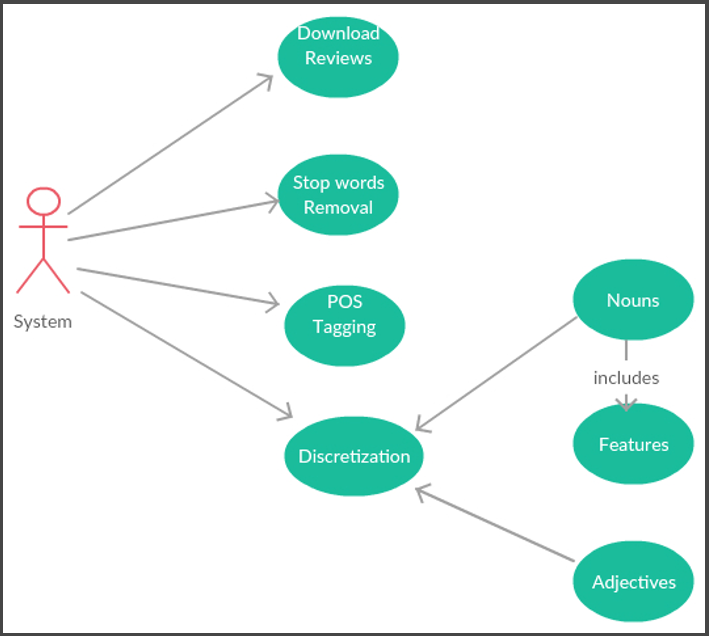 Download
Reviews
Stop words
Removal
POS
Tagging
System
Nouns
includes
Features
Discretization
Adjectives